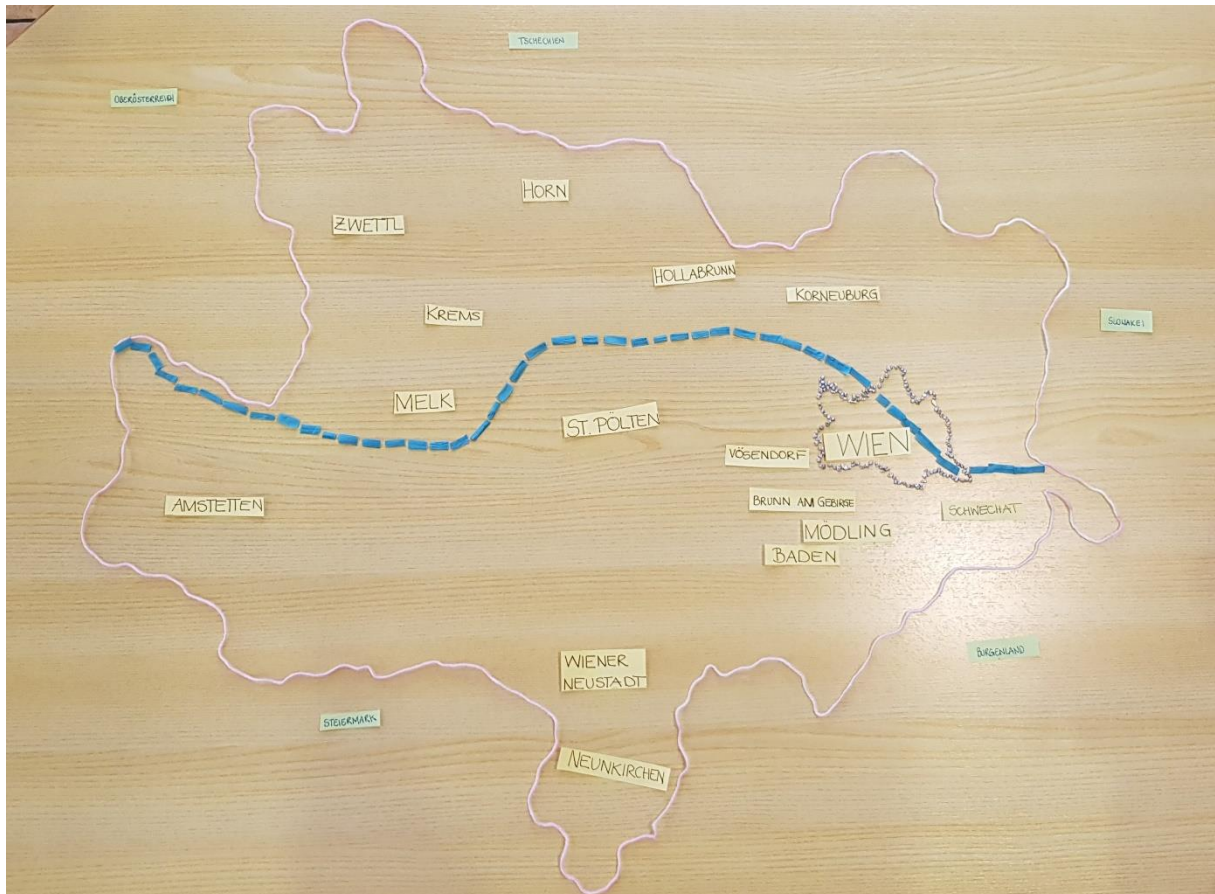 TSCHECHIEN
OBERÖSTERREICH
HORN
ZWETTL
HOLLABRUNN
KORNEUBURG
KREMS
SLOWAKEI
MELK
ST. PÖLTEN
WIEN
VÖSENDORF
AMSTETTEN
BRUNN AM GEBIRGE
SCHWECHAT
MÖDLING
BADEN
BURGENLAND
WIENER
NEUSTADT
STEIERMARK
NEUNKIRCHEN